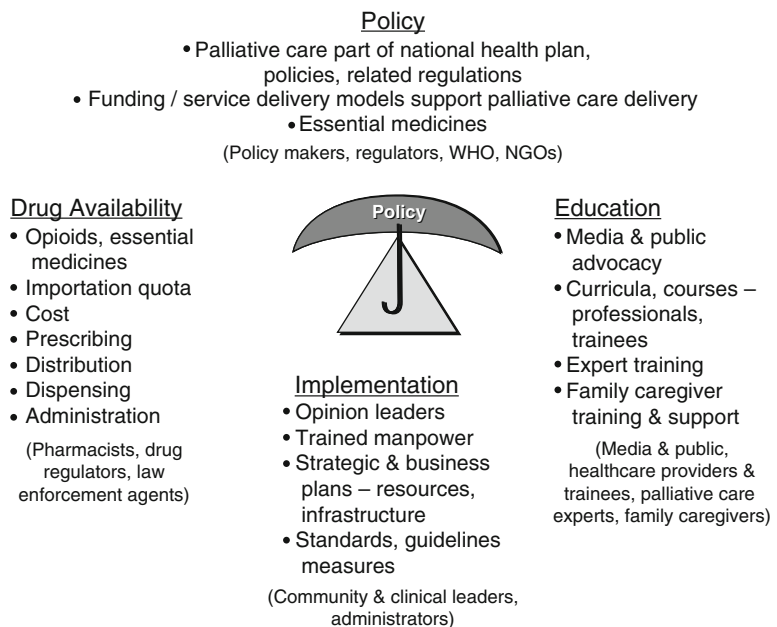 Policy
• Palliative care part of national health plan,
policies, related regulations
• Funding / service delivery models support palliative care delivery
• Essential medicines
(Policy makers, regulators, WHO, NGOs)
Policy
Drug Availability
• Opioids, essential
medicines
• Importation quota
• Cost
• Prescribing
• Distribution
• Dispensing
• Administration
(Pharmacists, drug
regulators, law
enforcement agents)
Implementation
• Opinion leaders
• Trained manpower
• Strategic & business
plans – resources,
infrastructure
• Standards, guidelines
measures
(Community & clinical leaders,
administrators)
Education
• Media & public
advocacy
• Curricula, courses –
professionals,
trainees
• Expert training
• Family caregiver
training & support
(Media & public,
healthcare providers &
trainees, palliative care
experts, family caregivers)